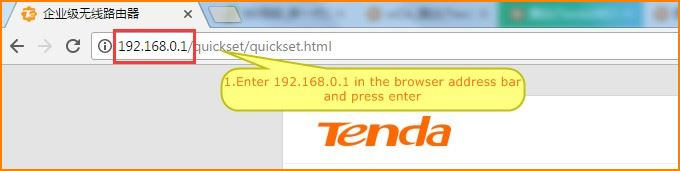 企业级无线路由器
192.168.0.1/quickset/quickset.html
1.Enter 192.168.0.1 in the browser address bar
and press enter
Tenda